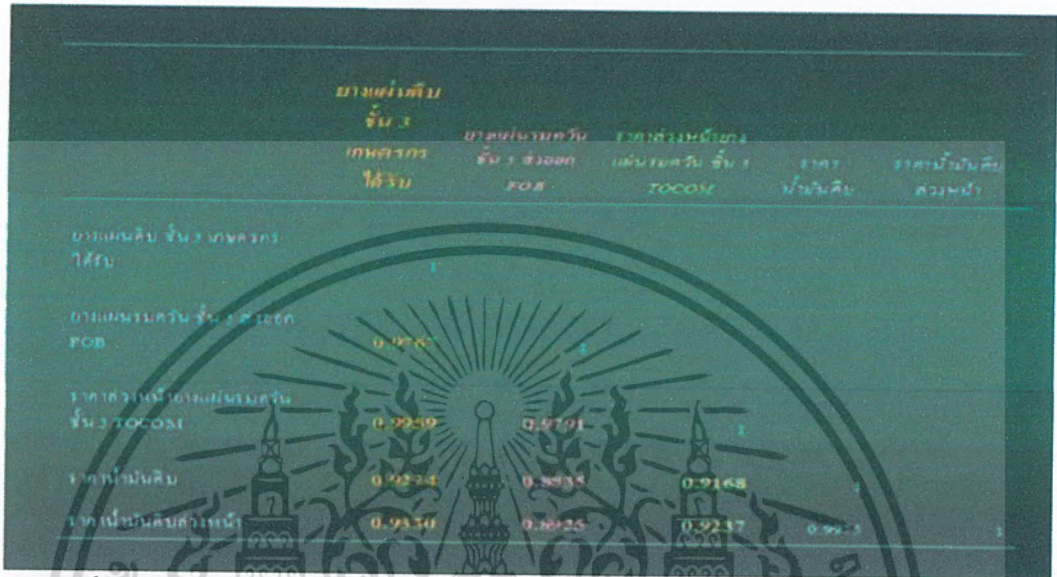 ยางแผ่นดิบ
ชั้น 3
เกษตรกร
ได้รับ
ยางแผ่นรมควัน
ชั้น 3 ส่งออก
FOB
ราคาล่วงหน้ายาง
แผ่นรมควัน ชั้น 3
TOCOM
ราคา
น้ำมันดิบ
ราคาน้ำมันดิบ
ล่วงหน้า
ยางแผ่นดิบ ชั้น 3 เกษตรกร
ได้รับ 1
ยางแผ่นรมควัน ชั้น 3 ส่งออก
FOB 1
ราคาล่วงหน้ายางแผ่นรมควัน
ชั้น 3 TOCOM 0.9959 0.9791 1
ราคาน้ำมันดิบ 0.8835 0.9168 1
ราคาน้ำมันดิบล่วงหน้า 0.9330 0.8925 0.9237 1